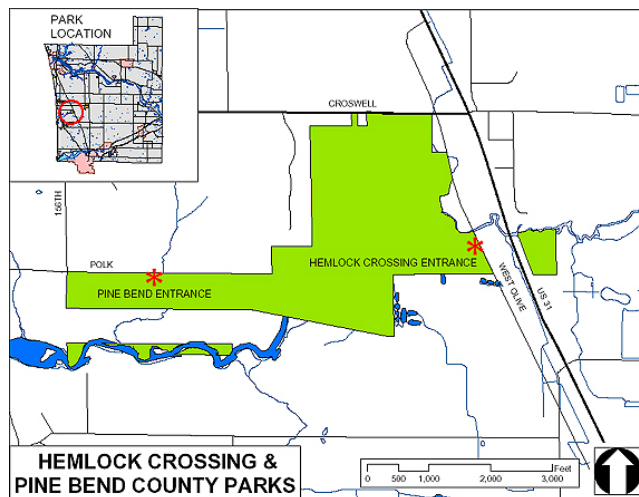 PARK
LOCATION
CROSWELL
156TH
POLK
HEMLOCK CROSSING ENTRANCE
PINE BEND ENTRANCE
WEST OLIVE
US 31
HEMLOCK CROSSING &
PINE BEND COUNTY PARKS
Feet
0 500 1,000 2,000 3,000